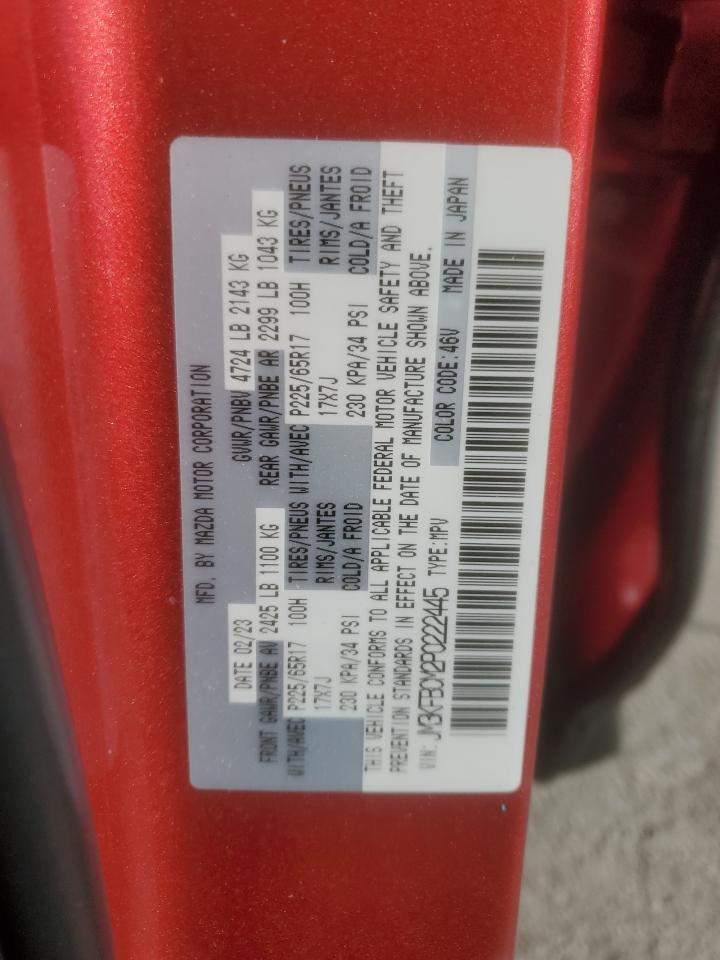 MFD. BY MAZDA MOTOR CORPORATION
DATE 02/23 GVWR/PNBV 4724 LB 2143 KG
FRONT GAWR/PNBE AV 2425 LB 1100 KG REAR GAWR/PNBE AR 2299 LB 1043 KG
WITH/AVEC P225/65R17 100H TIRES/PNEUS WITH/AVEC P225/65R17 100H TIRES/PNEUS
17X7J RIMS/JANTES 17X7J RIMS/JANTES
230 KPA/34 PSI COLD/A FROID 230 KPA/34 PSI COLD/A FROID
THIS VEHICLE CONFORMS TO ALL APPLICABLE FEDERAL MOTOR VEHICLE SAFETY AND THEFT
PREVENTION STANDARDS IN EFFECT ON THE DATE OF MANUFACTURE SHOWN ABOVE.
VIN: JM3KFBCM2P0222445 TYPE:MPV COLOR CODE:46V MADE IN JAPAN